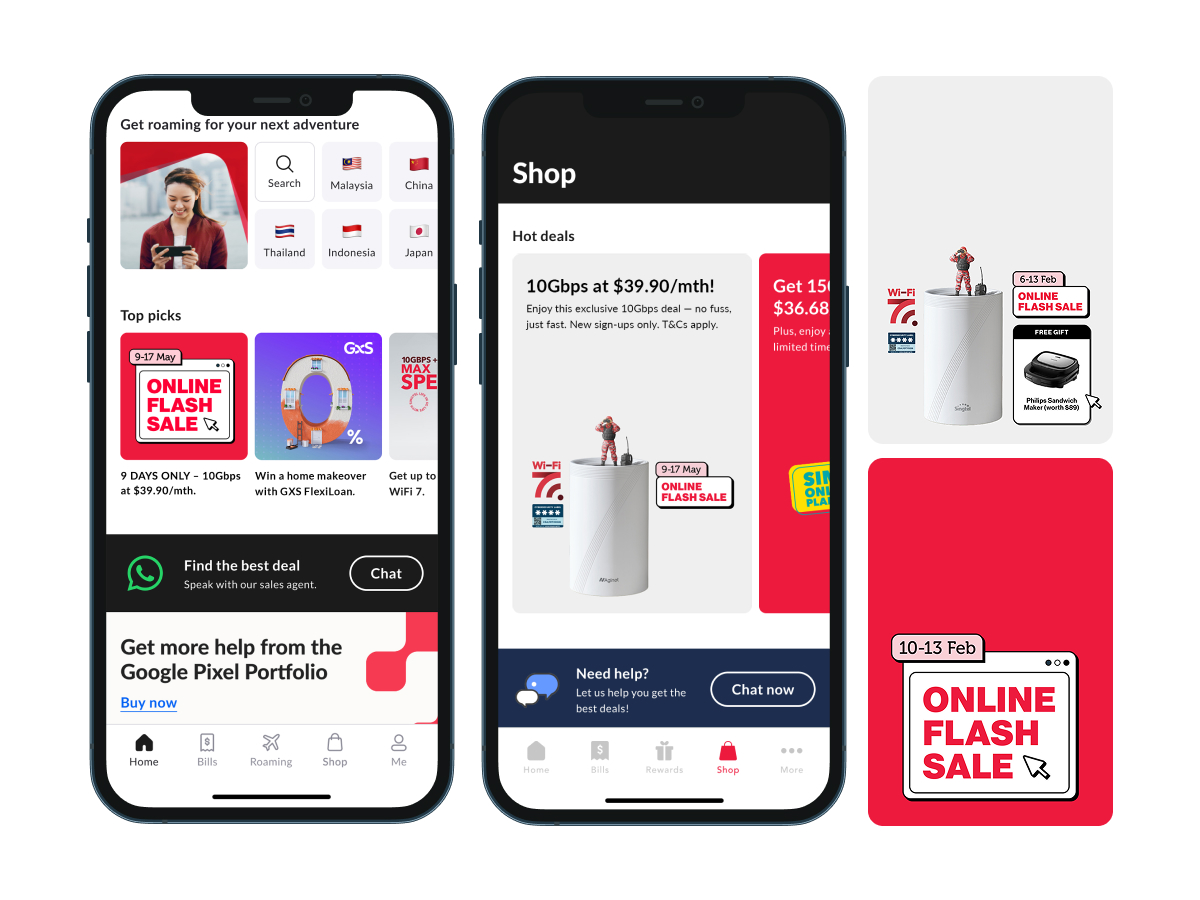 Get roaming for your next adventure
Search
Malaysia
China
Thailand
Indonesia
Japan
Top picks
9-17 May
ONLINE
FLASH
SALE
GXS
%
10GBPS +
MAX
SPE
9 DAYS ONLY – 10Gbps
at $39.90/mth.
Win a home makeover
with GXS FlexiLoan.
Get up to
WiFi 7.
Find the best deal
Speak with our sales agent.
Chat
Get more help from the
Google Pixel Portfolio
Buy now
Home
Bills
Roaming
Shop
Me
Shop
Hot deals
10Gbps at $39.90/mth!
Enjoy this exclusive 10Gbps deal — no fuss,
just fast. New sign-ups only. T&Cs apply.
Get 150
$36.68
Plus, enjoy
limited time
Wi-Fi
7
9-17 May
ONLINE
FLASH SALE
SIM
ONL
PLA
Need help?
Let us help you get the
best deals!
Chat now
Home
Bills
Rewards
Shop
More
Wi-Fi
7
6-13 Feb
ONLINE
FLASH SALE
FREE GIFT
Philips Sandwich
Maker (worth $89)
Singtel
10-13 Feb
ONLINE
FLASH
SALE